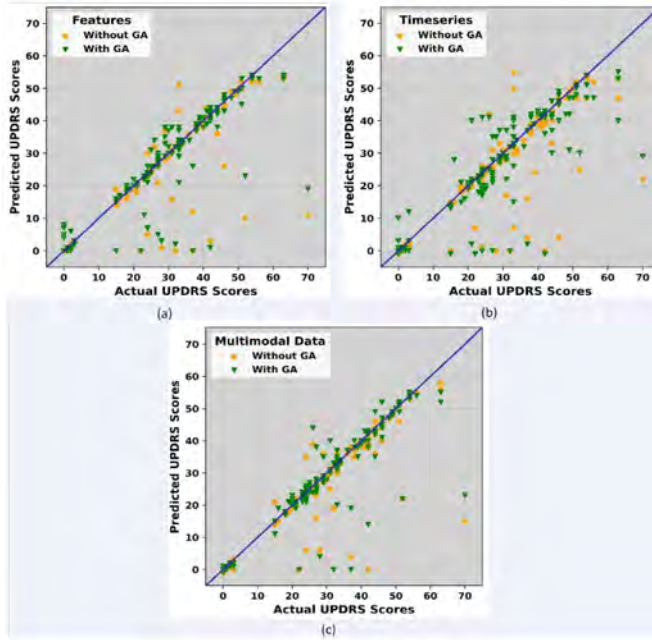 Features
Without GA
With GA
Predicted UPDRS Scores
70
60
50
40
30
20
10
0
0 10 20 30 40 50 60 70
Actual UPDRS Scores
(a)
Timeseries
Without GA
With GA
Predicted UPDRS Scores
70
60
50
40
30
20
10
0
0 10 20 30 40 50 60 70
Actual UPDRS Scores
(b)
Multimodal Data
Without GA
With GA
Predicted UPDRS Scores
70
60
50
40
30
20
10
0
0 10 20 30 40 50 60 70
Actual UPDRS Scores
(c)